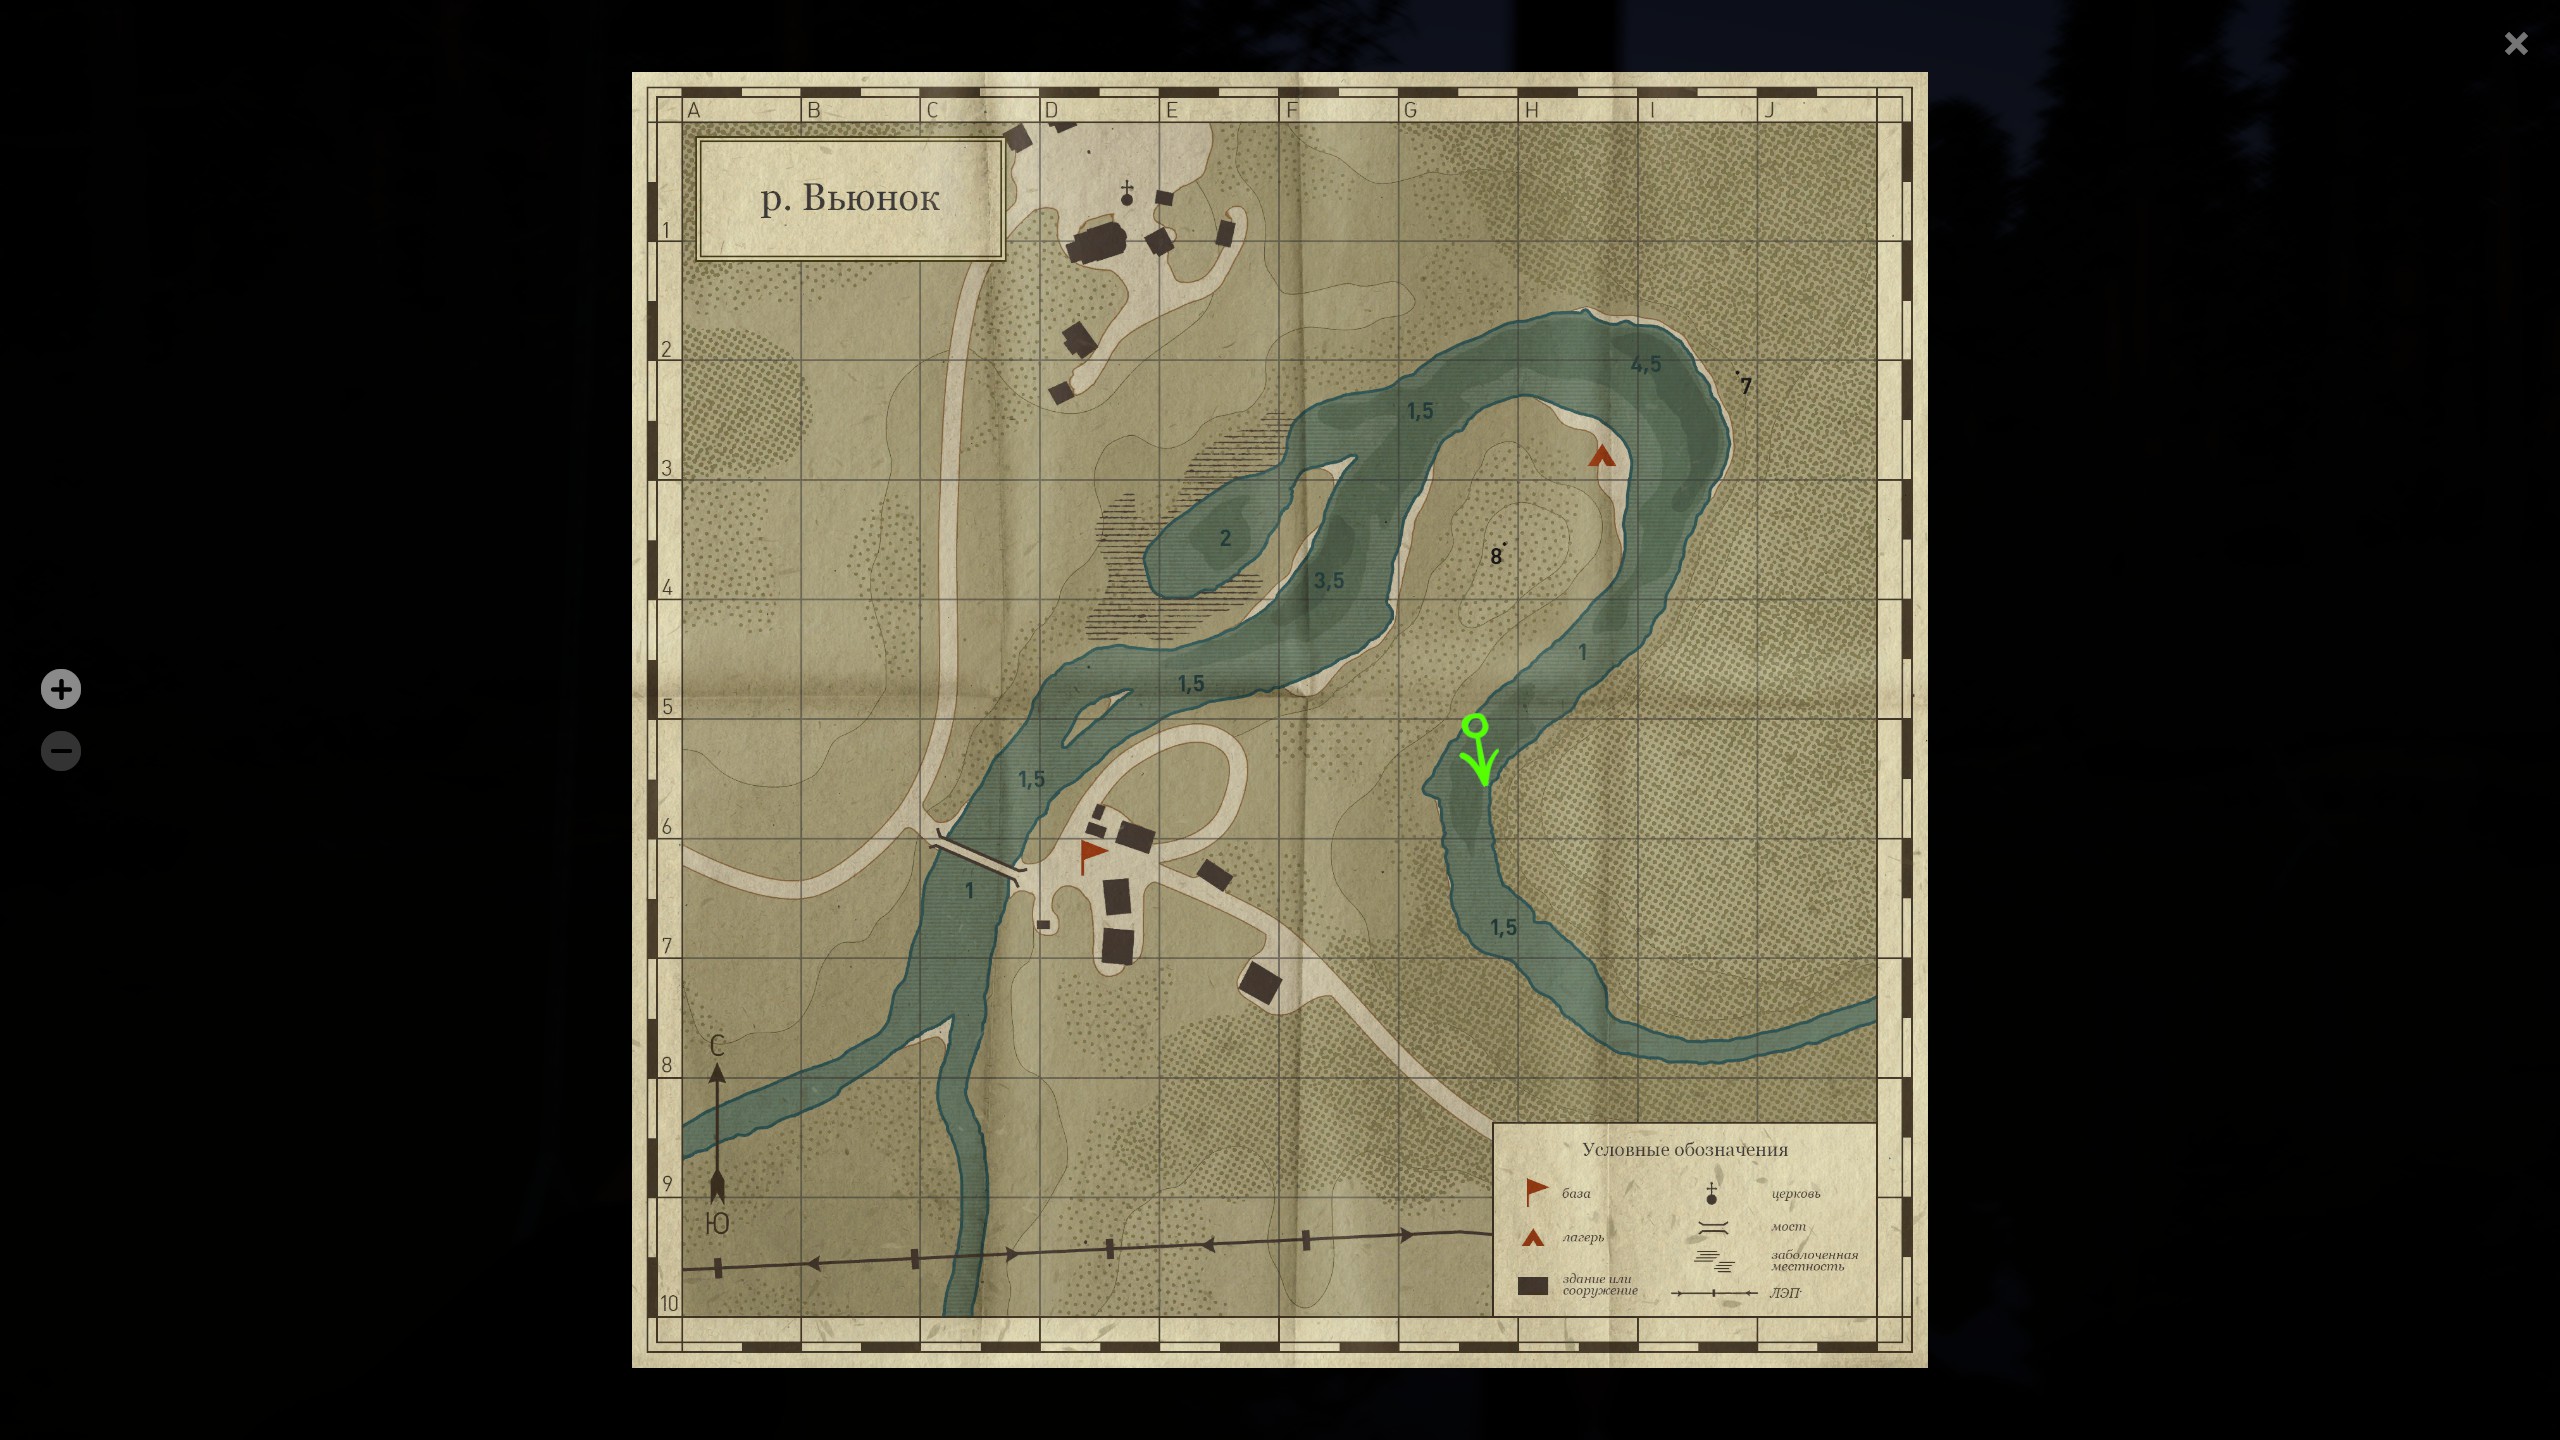 A B C D E F G H I J
р. Вьюнок
1
2
4,5
7
1,5
3
2
8
3,5
4
1
1,5
5
1,5
6
1
1,5
7
С
8
Условные обозначения
9
база
церковь
Ю
мост
лагерь
заболоченная
местность
здание или
сооружение
ЛЭП
10